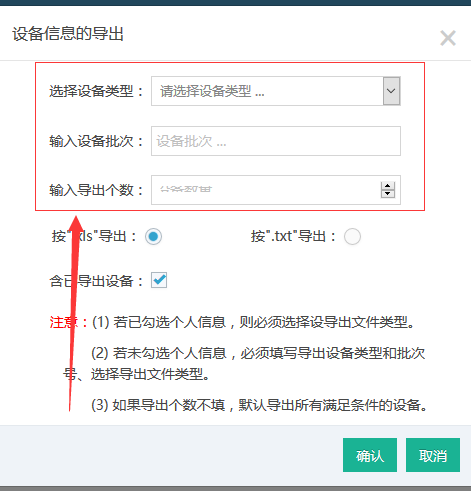 设备信息的导出
选择设备类型： 请选择设备类型 ...
输入设备批次： 设备批次 ...
输入导出个数：
按".xls"导出： 按".txt"导出：
含已导出设备：
注意：(1) 若已勾选个人信息，则必须选择设导出文件类型。
(2) 若未勾选个人信息，必须填写导出设备类型和批次
号、选择导出文件类型。
(3) 如果导出个数不填，默认导出所有满足条件的设备。
确认 取消